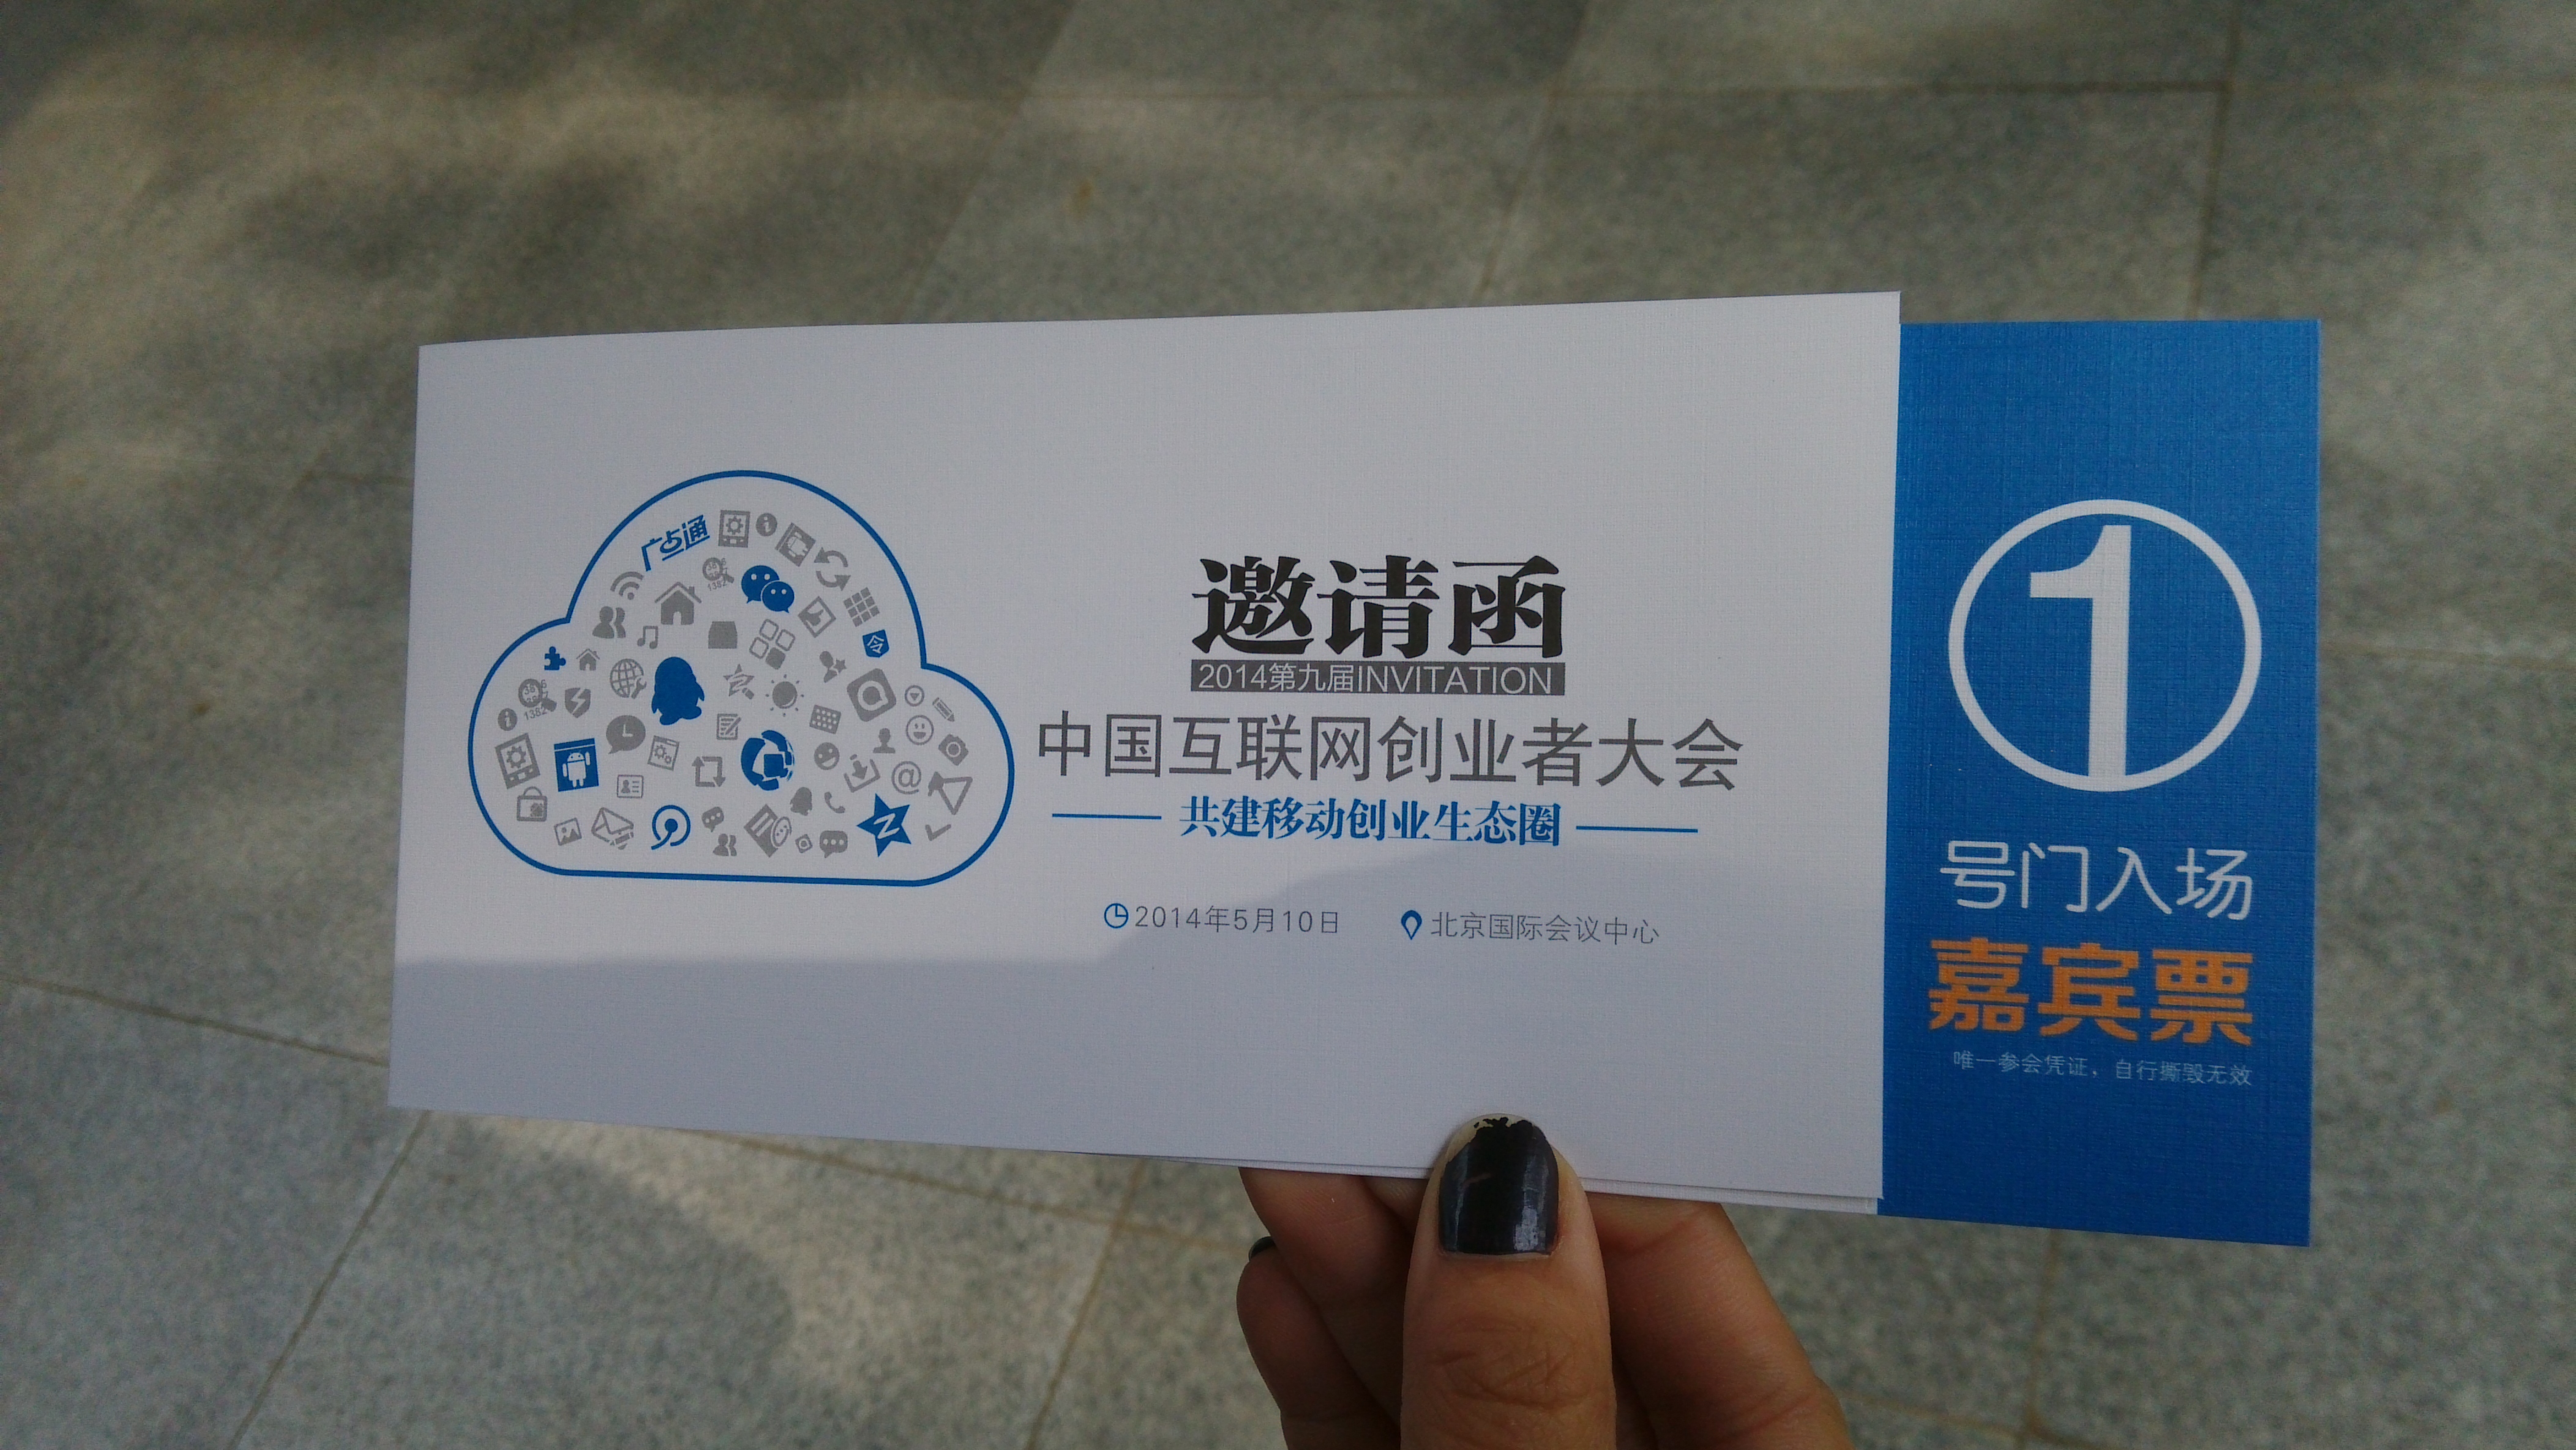 广点通
邀请函
2014第九届INVITATION
中国互联网创业者大会
共建移动创业生态圈
2014年5月10日
北京国际会议中心
1
号门入场
嘉宾票
唯一参会凭证，自行撕毁无效